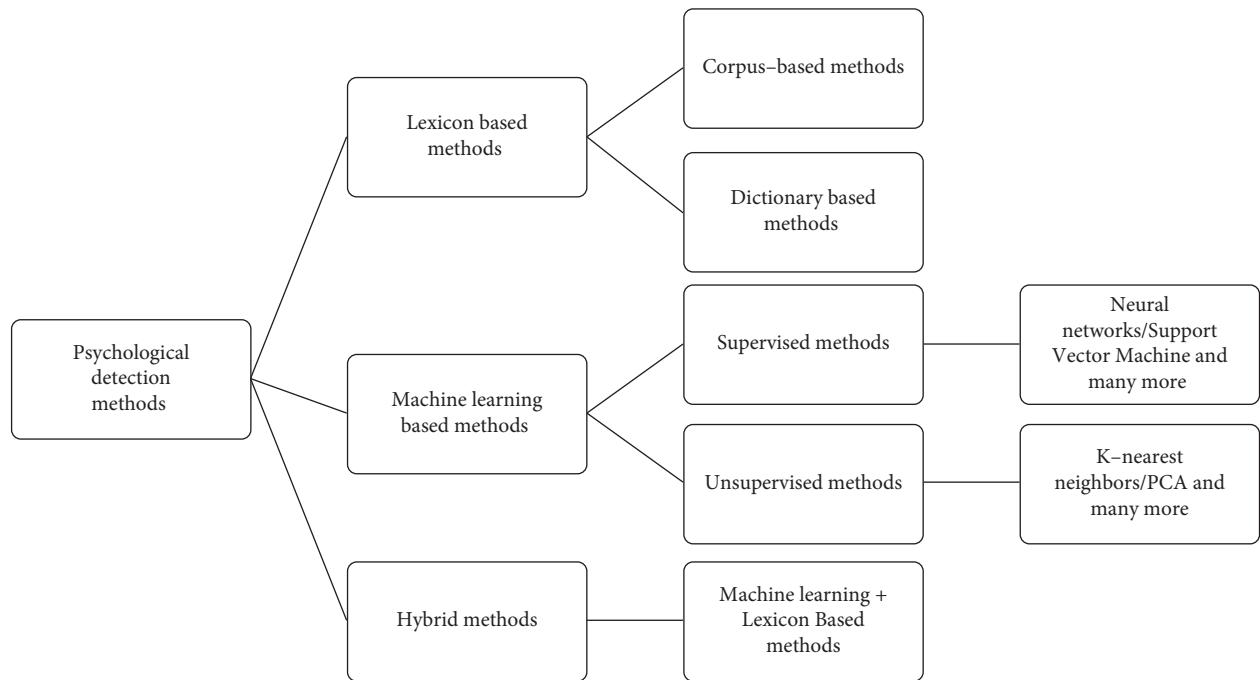 Psychological
detection
methods
Lexicon based
methods
Corpus–based methods
Dictionary based
methods
Machine learning
based methods
Supervised methods
Neural
networks/Support
Vector Machine and
many more
Unsupervised methods
K–nearest
neighbors/PCA and
many more
Hybrid methods
Machine learning +
Lexicon Based
methods